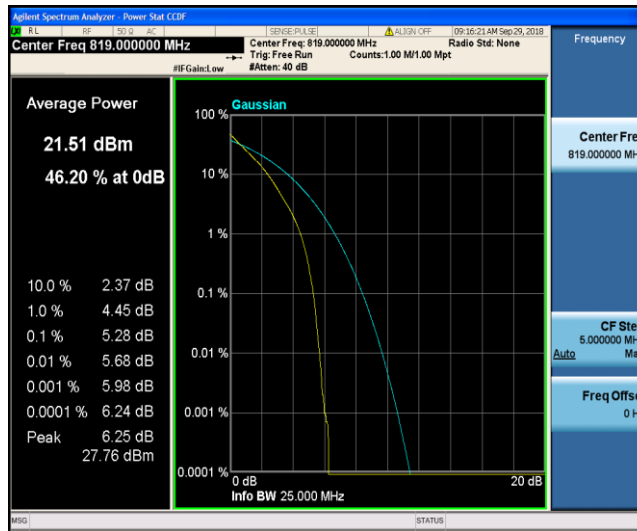 Agilent Spectrum Analyzer - Power Stat CCDF
RL RF 50 Ω AC SENSE:PULSE ALIGN OFF 09:16:21 AM Sep 29, 2018
Center Freq 819.000000 MHz
Center Freq: 819.000000 MHz Radio Std: None
Trig: Free Run Counts:1.00 M/1.00 Mpt
#IFGain:Low #Atten: 40 dB
Frequency
Average Power
21.51 dBm
46.20 % at 0dB
10.0 % 2.37 dB
1.0 % 4.45 dB
0.1 % 5.28 dB
0.01 % 5.68 dB
0.001 % 5.98 dB
0.0001 % 6.24 dB
Peak 6.25 dB
27.76 dBm
Gaussian
100 %
10 %
1 %
0.1 %
0.01 %
0.001 %
0.0001 %
0 dB 20 dB
Info BW 25.000 MHz
Center Fre
819.000000 MH
CF Ste
5.000000 MH
Auto Ma
Freq Offse
0 H
MSG STATUS